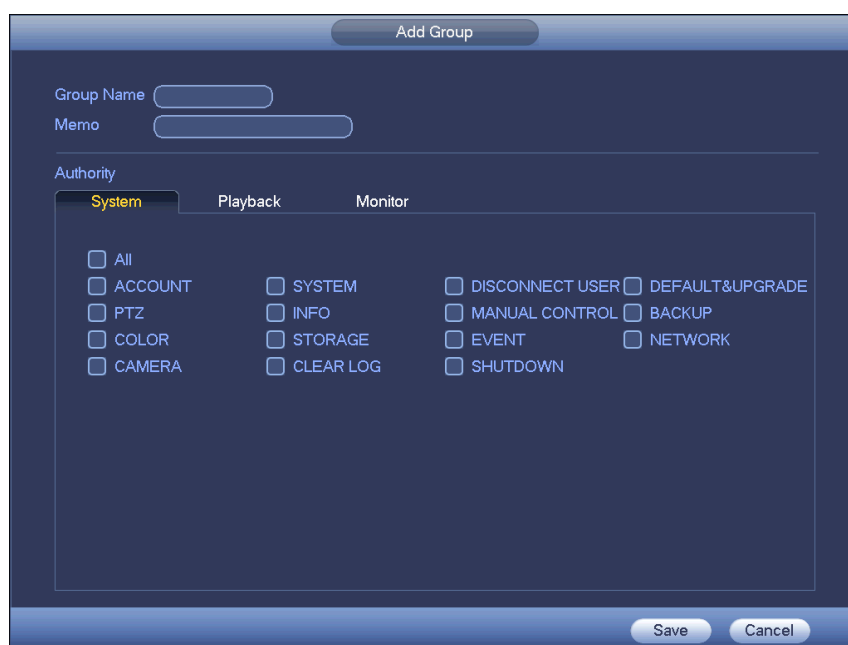 Add Group
Group Name
Memo
Authority
System Playback Monitor
All
ACCOUNT SYSTEM DISCONNECT USER DEFAULT&UPGRADE
PTZ INFO MANUAL CONTROL BACKUP
COLOR STORAGE EVENT NETWORK
CAMERA CLEAR LOG SHUTDOWN
Save Cancel